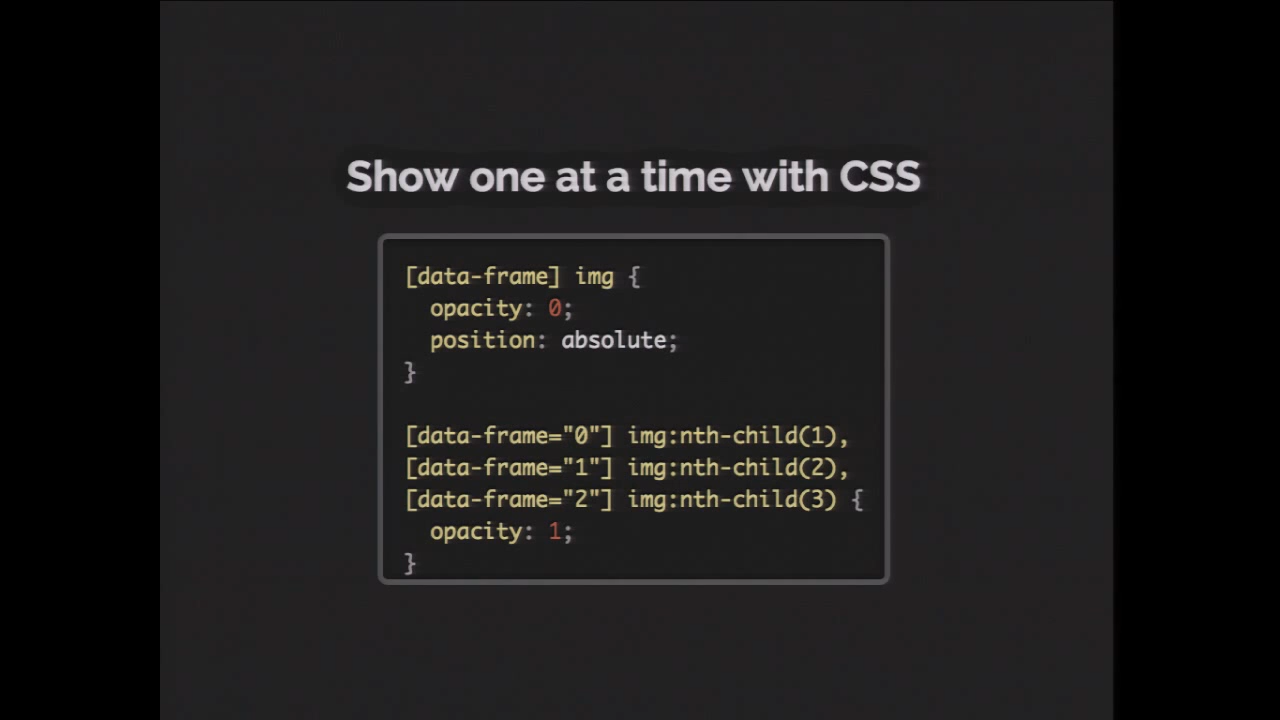 Show one at a time with CSS
[data-frame] img {
opacity: 0;
position: absolute;
}
[data-frame="0"] img:nth-child(1),
[data-frame="1"] img:nth-child(2),
[data-frame="2"] img:nth-child(3) {
opacity: 1;
}